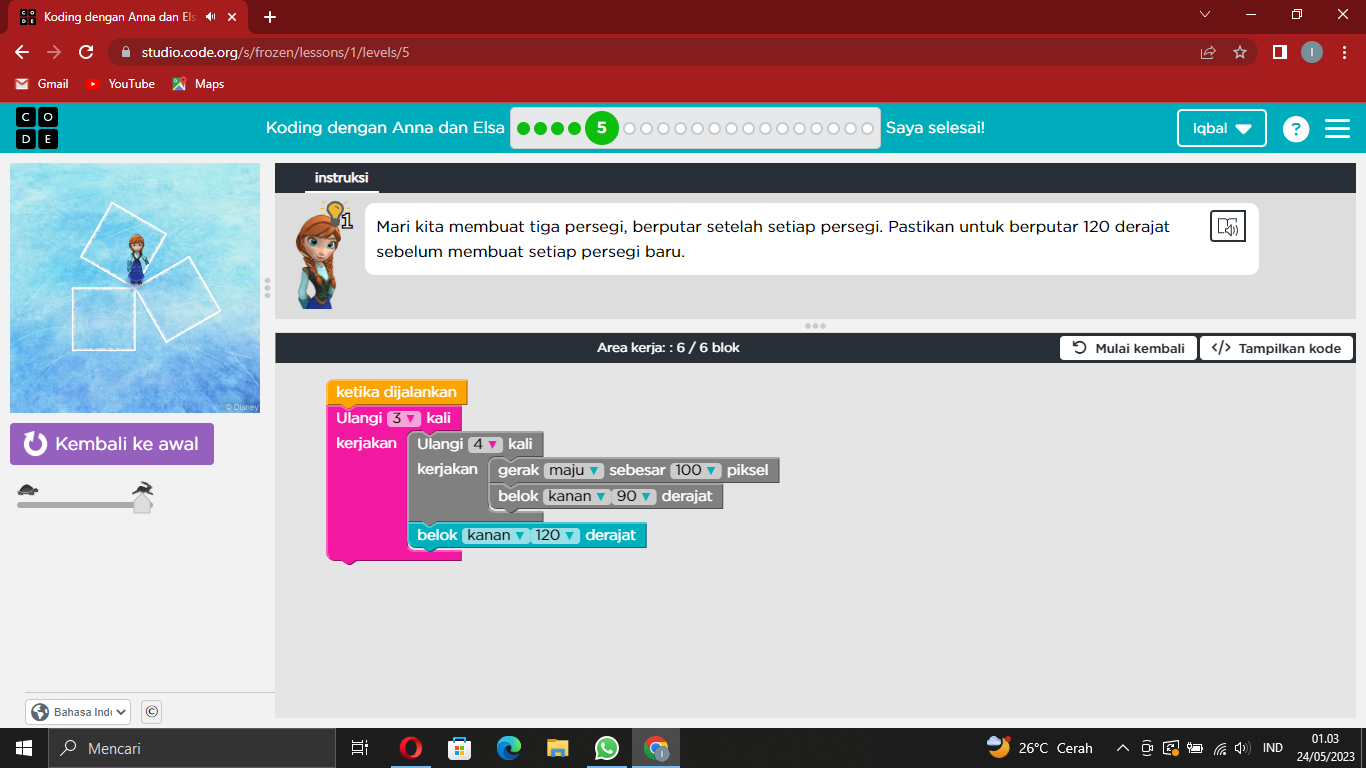 Koding dengan Anna dan Els
studio.code.org/s/frozen/lessons/1/levels/5
I
Gmail
YouTube
Maps
C O
D E
Koding dengan Anna dan Elsa
5
Saya selesai!
Iqbal
?
instruksi
1
Mari kita membuat tiga persegi, berputar setelah setiap persegi. Pastikan untuk berputar 120 derajat
sebelum membuat setiap persegi baru.
© Disney
Area kerja: : 6 / 6 blok
Mulai kembali
</> Tampilkan kode
Kembali ke awal
ketika dijalankan
Ulangi 3 kali
kerjakan
Ulangi 4 kali
kerjakan
gerak maju sebesar 100 piksel
belok kanan 90 derajat
belok kanan 120 derajat
Bahasa Ind
©
Mencari
26°C Cerah
IND
01.03
24/05/2023